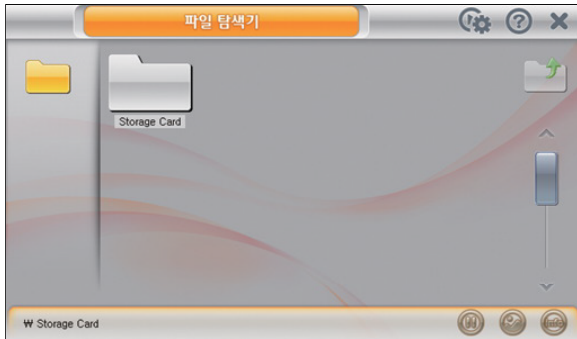 파일 탐색기
Storage Card
₩ Storage Card